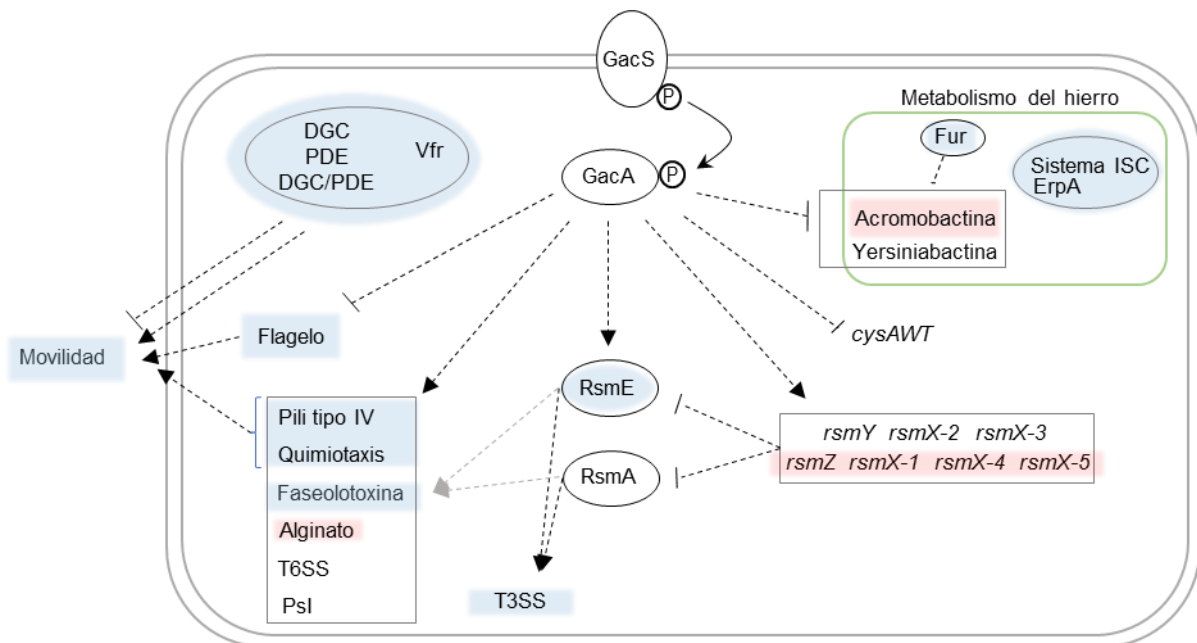 GacS
P
Metabolismo del hierro
DGC
PDE
DGC/PDE
Vfr
Fur
Sistema ISC
ErpA
GacA
P
Acromobactina
Yersiniabactina
Flagelo
cysAWT
Movilidad
RsmE
Pili tipo IV
Quimiotaxis
Faseolotoxina
Alginato
T6SS
PsI
rsmY rsmX-2 rsmX-3
rsmZ rsmX-1 rsmX-4 rsmX-5
RsmA
T3SS